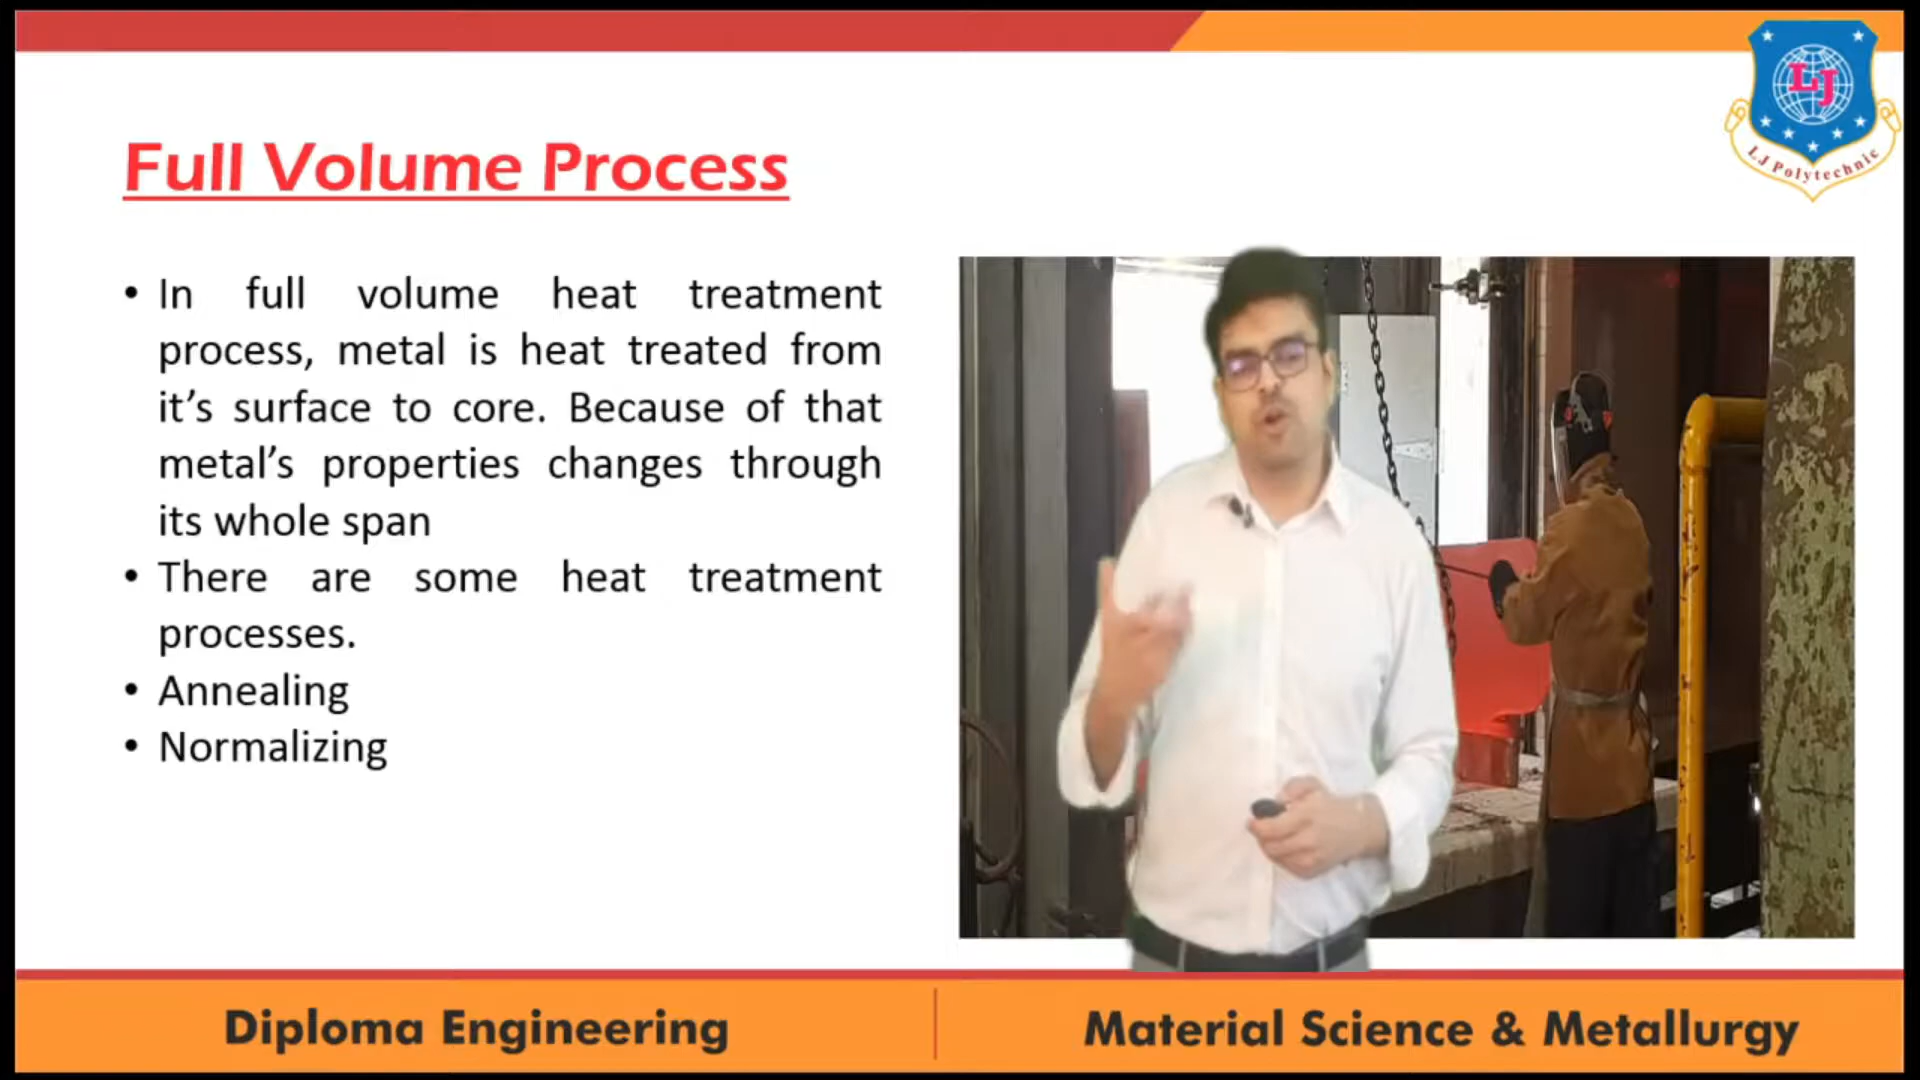 LJ
LJ Polytechnic
Full Volume Process
• In full volume heat treatment
process, metal is heat treated from
it’s surface to core. Because of that
metal’s properties changes through
its whole span
• There are some heat treatment
processes.
• Annealing
• Normalizing
Diploma Engineering
Material Science & Metallurgy